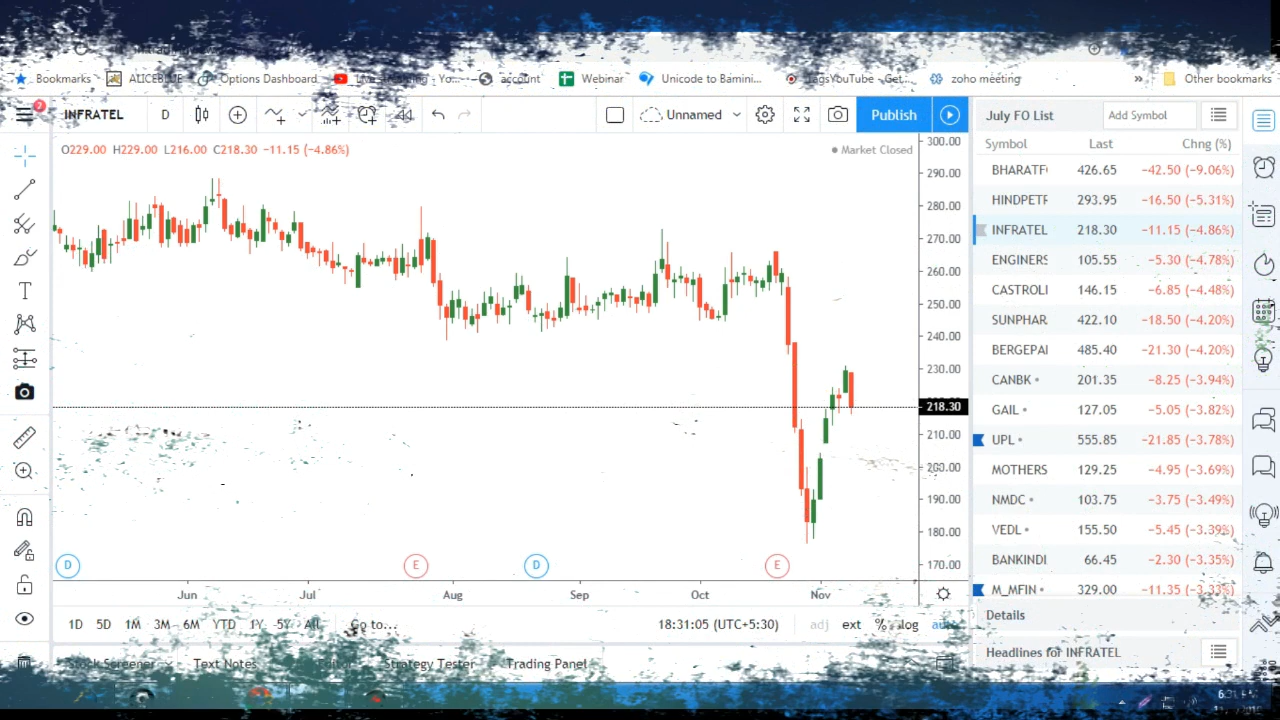 Bookmarks
Options Dashboard
account
Webinar
Unicode to Bamini...
zoho meeting
»
Other bookmarks
2
INFRATEL
D
Unnamed
Publish
July FO List
Add Symbol
O229.00 H229.00 L216.00 C218.30 −11.15 (−4.86%)
Market Closed
Symbol Last Chng (%)
BHARATF 426.65 −42.50 (−9.06%)
HINDPETR 293.95 −16.50 (−5.31%)
INFRATEL 218.30 −11.15 (−4.86%)
ENGINERS 105.55 −5.30 (−4.78%)
CASTROLI 146.15 −6.85 (−4.48%)
SUNPHAR 422.10 −18.50 (−4.20%)
BERGEPAI 485.40 −21.30 (−4.20%)
CANBK 201.35 −8.25 (−3.94%)
GAIL 127.05 −5.05 (−3.82%)
UPL 555.85 −21.85 (−3.78%)
MOTHERS 129.25 −4.95 (−3.69%)
NMDC 103.75 −3.75 (−3.49%)
VEDL 155.50 −5.45 (−3.39%)
BANKINDI 66.45 −2.30 (−3.35%)
M_MFIN 329.00 −11.35 (−3.33%)
Details
Headlines for INFRATEL
300.00
290.00
280.00
270.00
260.00
250.00
240.00
230.00
218.30
210.00
200.00
190.00
180.00
170.00
D E D E
Jun Jul Aug Sep Oct Nov
1D 5D 1M 3M 6M YTD 1Y 5Y All Go to...
18:31:05 (UTC+5:30) adj ext % log
Stock Screener Text Notes Strategy Tester Trading Panel